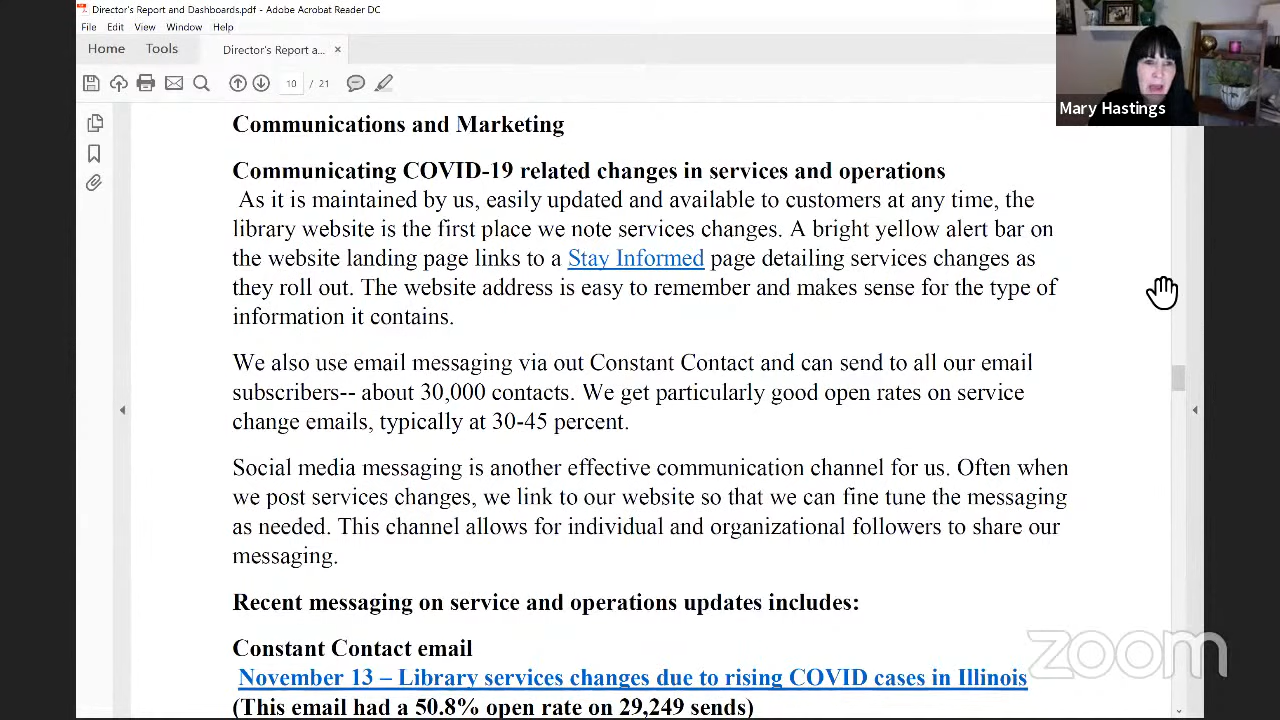 Director's Report and Dashboards.pdf - Adobe Acrobat Reader DC
File Edit View Window Help
Home Tools Director's Report a... ×
10 / 21
Mary Hastings
Communications and Marketing
Communicating COVID-19 related changes in services and operations
As it is maintained by us, easily updated and available to customers at any time, the
library website is the first place we note services changes. A bright yellow alert bar on
the website landing page links to a Stay Informed page detailing services changes as
they roll out. The website address is easy to remember and makes sense for the type of
information it contains.
We also use email messaging via out Constant Contact and can send to all our email
subscribers-- about 30,000 contacts. We get particularly good open rates on service
change emails, typically at 30-45 percent.
Social media messaging is another effective communication channel for us. Often when
we post services changes, we link to our website so that we can fine tune the messaging
as needed. This channel allows for individual and organizational followers to share our
messaging.
Recent messaging on service and operations updates includes:
Constant Contact email
November 13 – Library services changes due to rising COVID cases in Illinois
(This email had a 50.8% open rate on 29,249 sends)
zoom